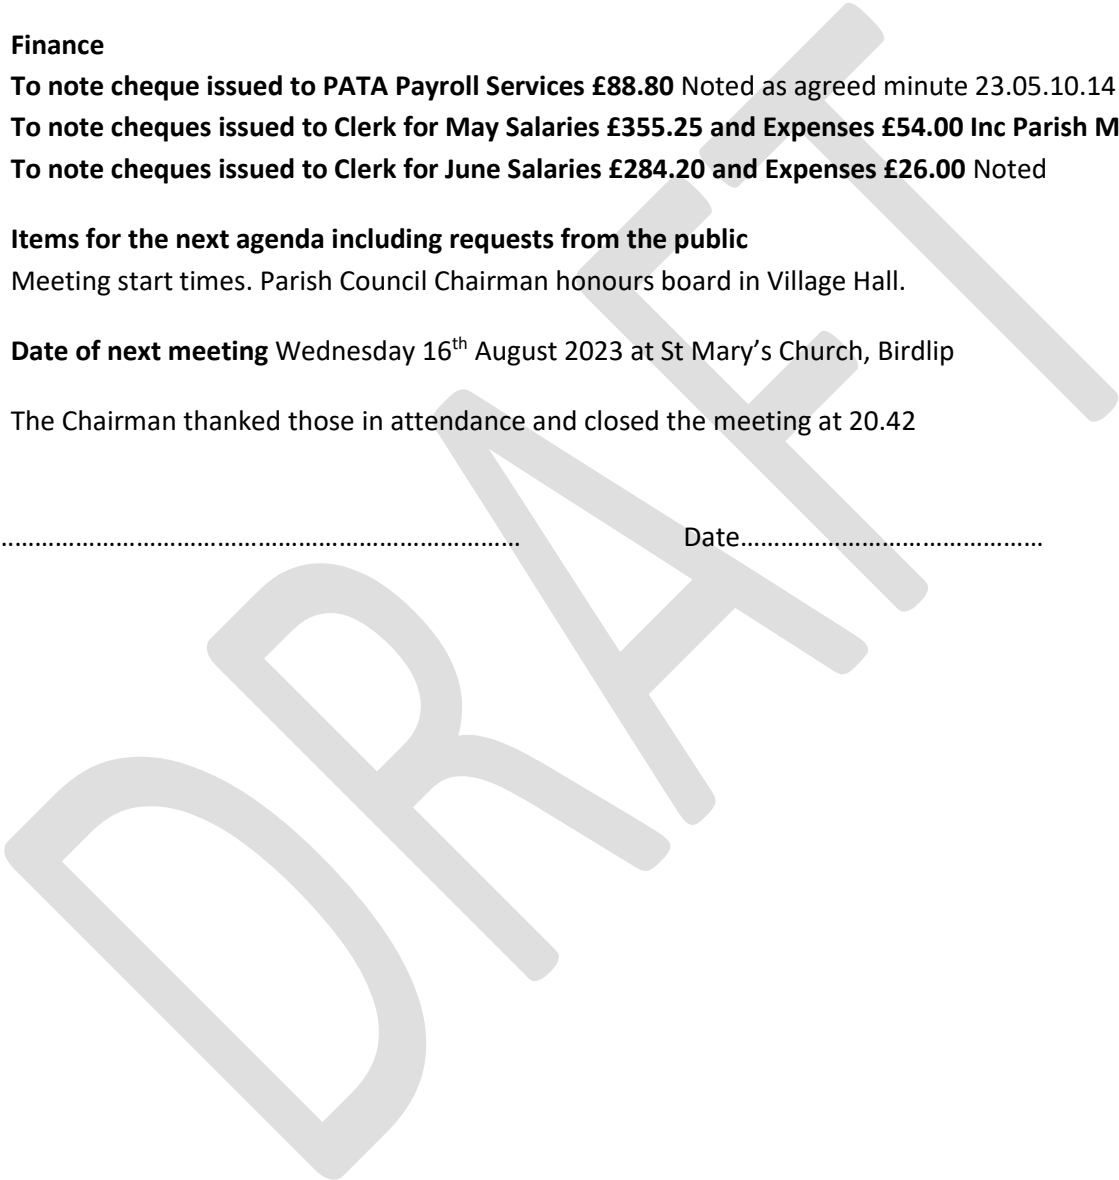 Finance
To note cheque issued to PATA Payroll Services £88.80 Noted as agreed minute 23.05.10.14
To note cheques issued to Clerk for May Salaries £355.25 and Expenses £54.00 Inc Parish M
To note cheques issued to Clerk for June Salaries £284.20 and Expenses £26.00 Noted
Items for the next agenda including requests from the public
Meeting start times. Parish Council Chairman honours board in Village Hall.
Date of next meeting Wednesday 16th August 2023 at St Mary’s Church, Birdlip
The Chairman thanked those in attendance and closed the meeting at 20.42
…………………………………………………………………… Date………………………………………
DRAFT